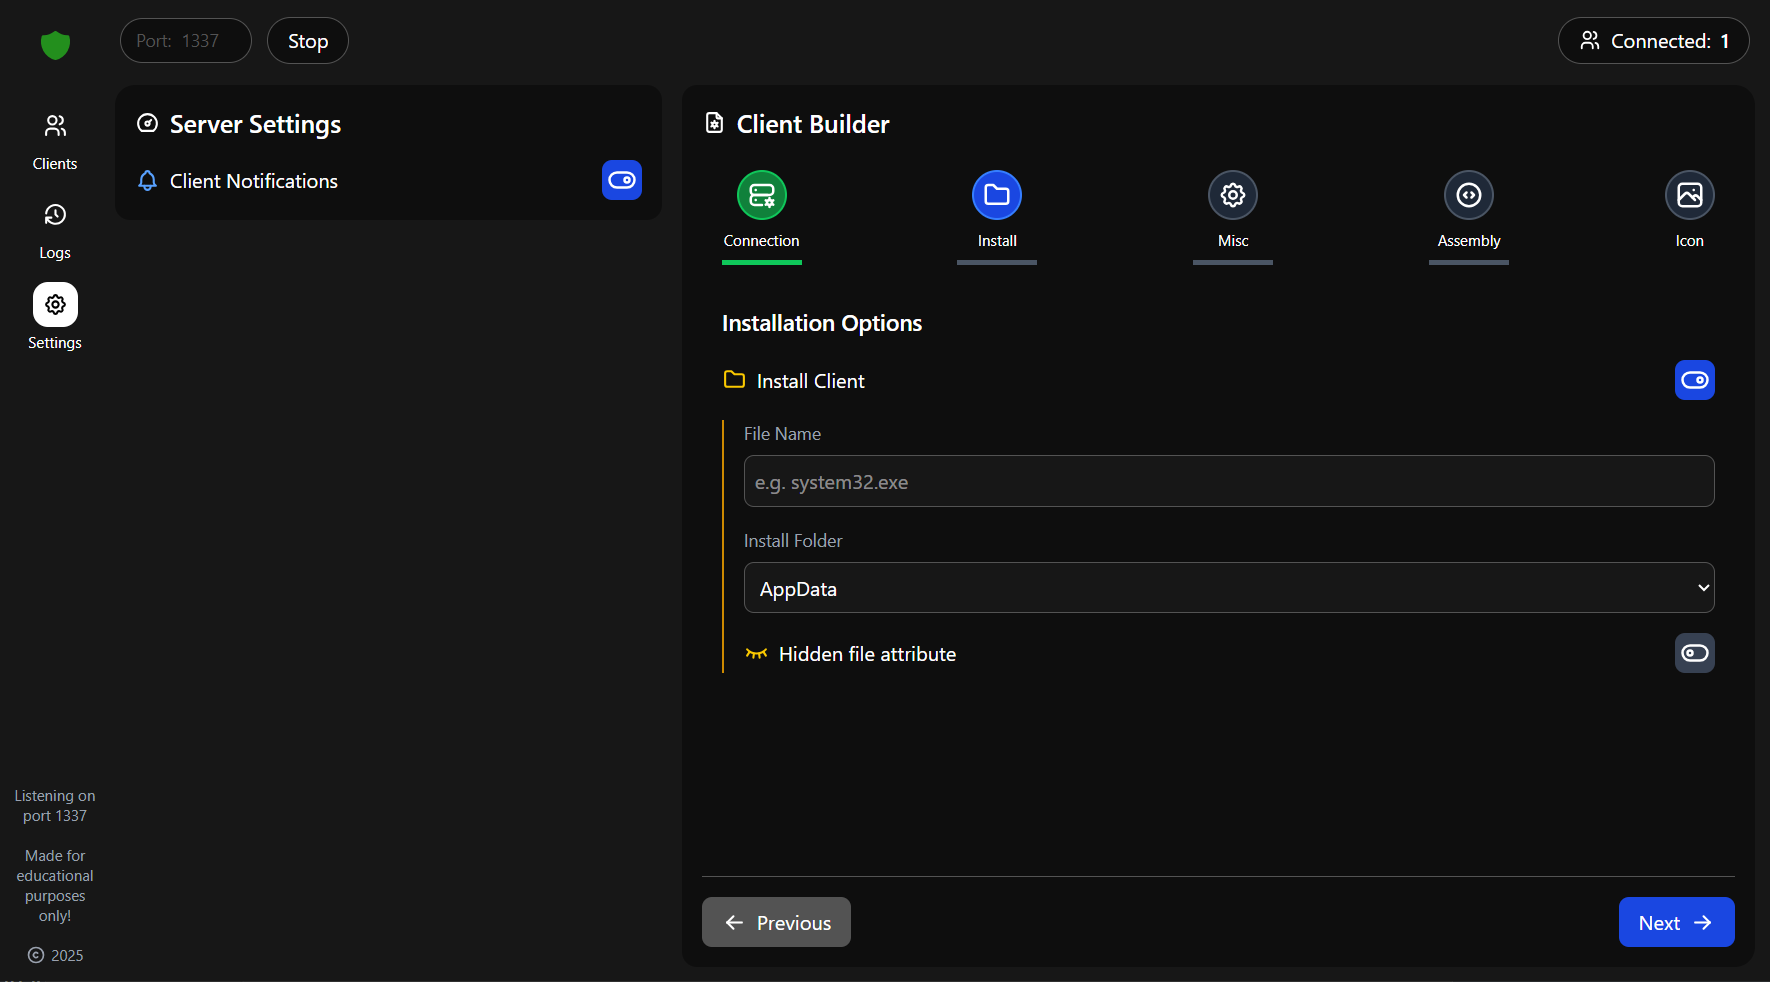 Port: 1337
Stop
Connected: 1
Clients
Logs
Settings
Listening on
port 1337
Made for
educational
purposes
only!
© 2025
Server Settings
Client Notifications
Client Builder
Connection
Install
Misc
Assembly
Icon
Installation Options
Install Client
File Name
e.g. system32.exe
Install Folder
AppData
Hidden file attribute
Previous
Next